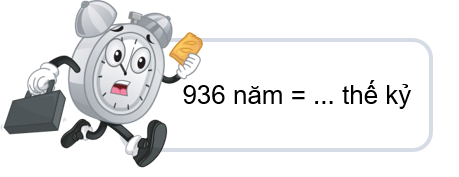 936 năm = ... thế kỷ